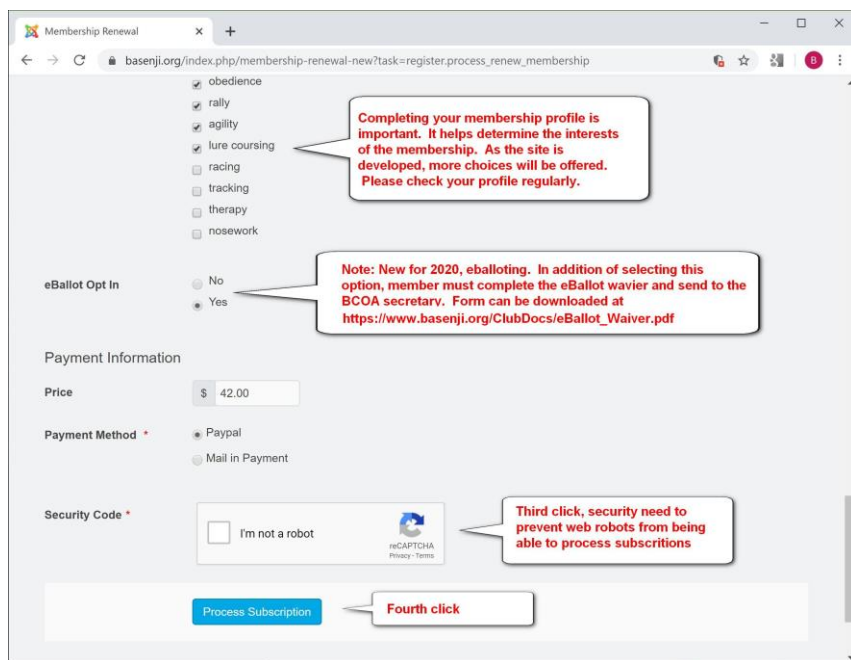 Membership Renewal
basenji.org/index.php/membership-renewal-new?task=register.process_renew_membership
B
obedience
rally
agility
lure coursing
racing
tracking
therapy
nosework
Completing your membership profile is
important. It helps determine the interests
of the membership. As the site is
developed, more choices will be offered.
Please check your profile regularly.
eBallot Opt In
No
Yes
Note: New for 2020, eballoting. In addition of selecting this
option, member must complete the eBallot wavier and send to the
BCOA secretary. Form can be downloaded at
https://www.basenji.org/ClubDocs/eBallot_Waiver.pdf
Payment Information
Price
$ 42.00
Payment Method *
Paypal
Mail in Payment
Security Code *
I'm not a robot
reCAPTCHA
Privacy - Terms
Third click, security need to
prevent web robots from being
able to process subscritions
Process Subscription
Fourth click